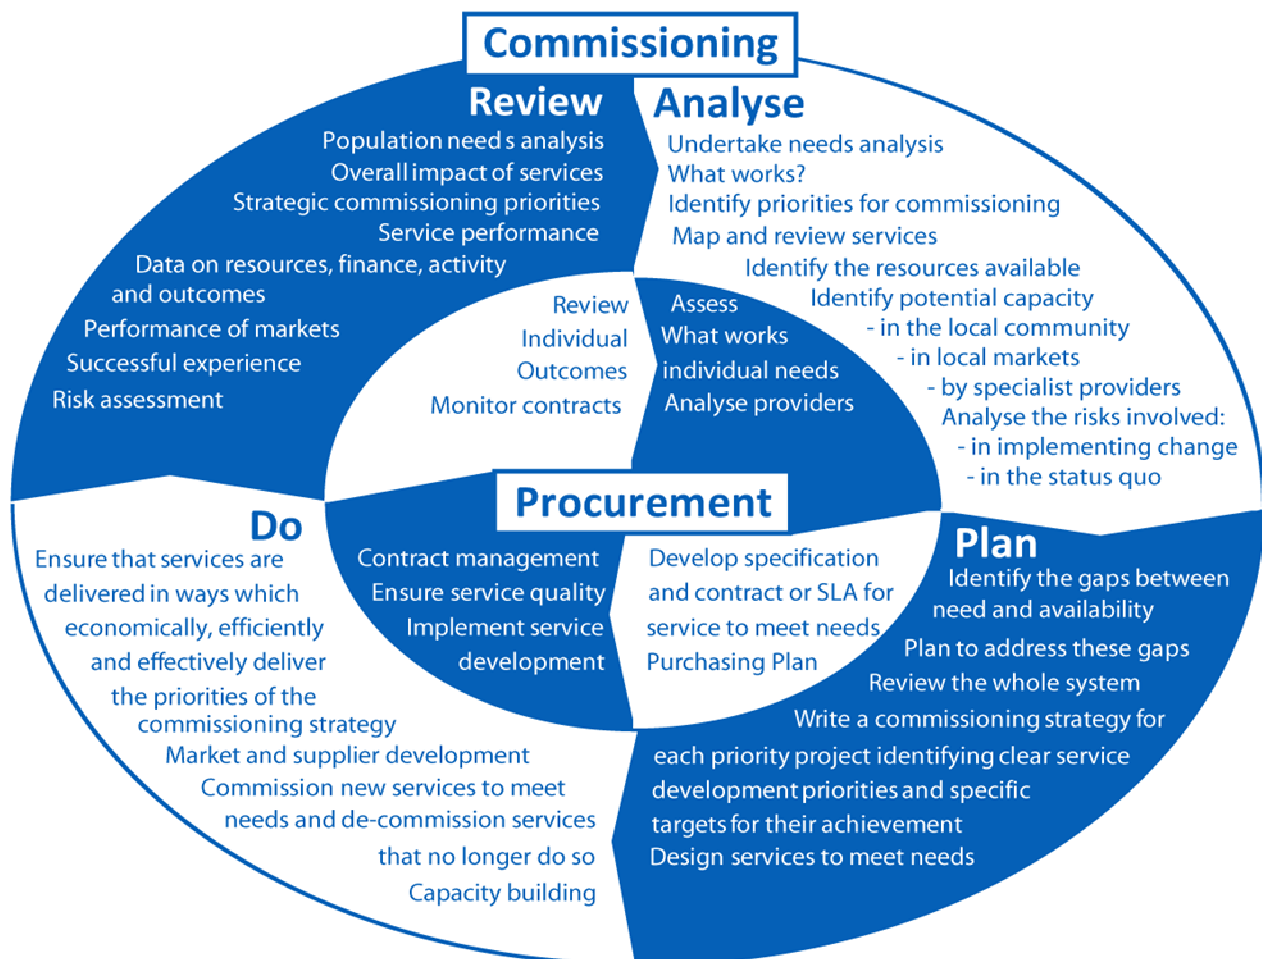 Commissioning
Review
Population need s analysis
Overall impact of services
Strategic commissioning priorities
Service performance
Data on resources, finance, activity
and outcomes
Performance of markets
Successful experience
Risk assessment
Analyse
Undertake needs analysis
What works?
Identify priorities for commissioning
Map and review services
Identify the resources available
Identify potential capacity
- in the local community
- in local markets
- by specialist providers
Analyse the risks involved:
- in implementing change
- in the status quo
Review
Individual
Outcomes
Monitor contracts
Assess
What works
individual needs
Analyse providers
Procurement
Contract management
Ensure service quality
Implement service
development
Develop specification
and contract or SLA for
service to meet needs
Purchasing Plan
Do
Ensure that services are
delivered in ways which
economically, efficiently
and effectively deliver
the priorities of the
commissioning strategy
Market and supplier development
Commission new services to meet
needs and de-commission services
that no longer do so
Capacity building
Plan
Identify the gaps between
need and availability
Plan to address these gaps
Review the whole system
Write a commissioning strategy for
each priority project identifying clear service
development priorities and specific
targets for their achievement
Design services to meet needs